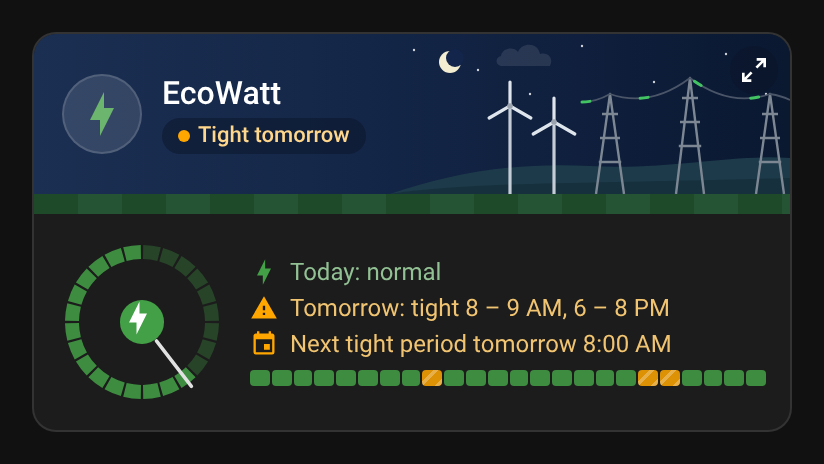 EcoWatt
Tight tomorrow
Today: normal
Tomorrow: tight 8 – 9 AM, 6 – 8 PM
Next tight period tomorrow 8:00 AM